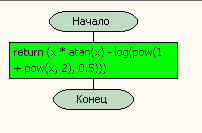 Начало
return (x * atan(x) - log(pow(1
+ pow(x, 2), 0.5)))
Конец